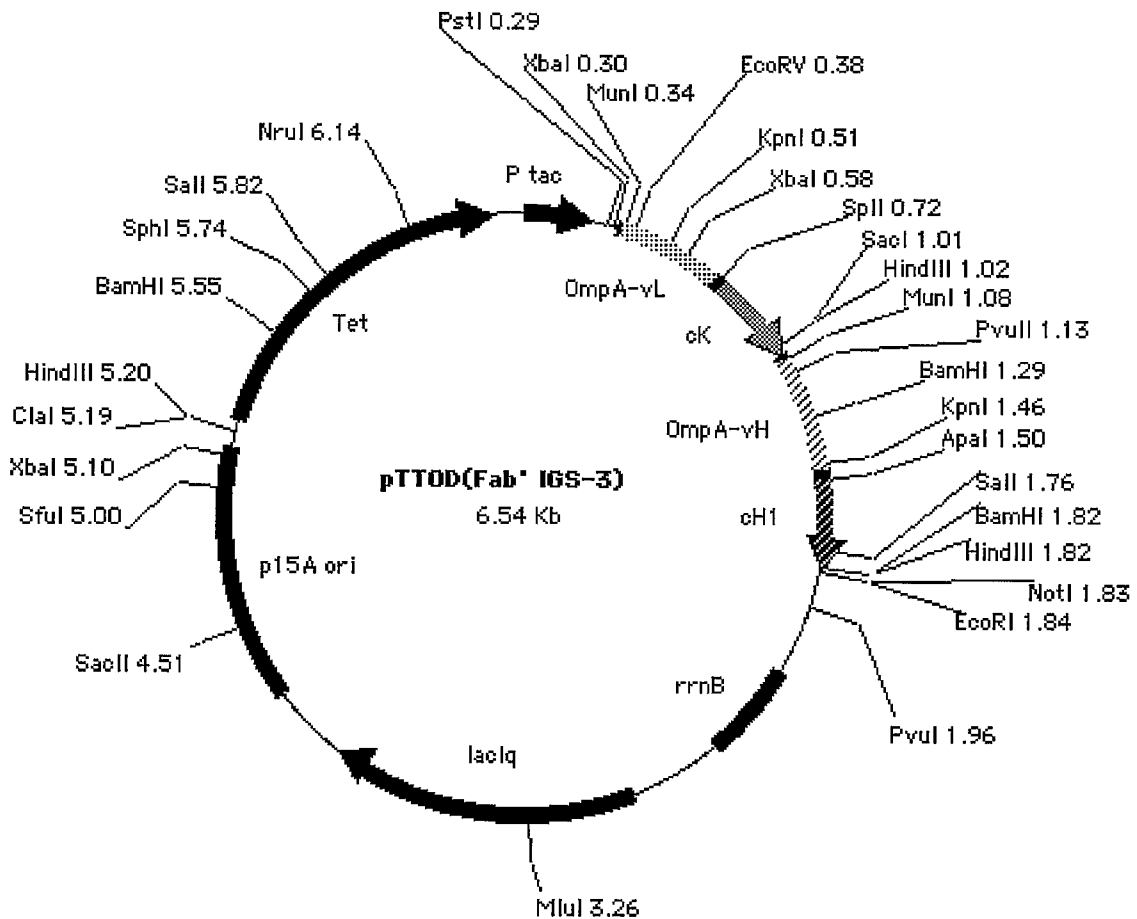 PstI 0.29
XbaI 0.30
MunI 0.34
EcoRV 0.38
KpnI 0.51
XbaI 0.58
SplI 0.72
SacI 1.01
HindIII 1.02
MunI 1.08
PvuII 1.13
BamHI 1.29
KpnI 1.46
ApaI 1.50
SalI 1.76
BamHI 1.82
HindIII 1.82
NotI 1.83
EcoRI 1.84
PvuI 1.96
MluI 3.26
SacII 4.51
SfuI 5.00
XbaI 5.10
ClaI 5.19
HindIII 5.20
BamHI 5.55
SphI 5.74
SalI 5.82
NruI 6.14
P tac
OmpA-vL
cK
OmpA-vH
cH1
rrnB
lacIq
p15A ori
Tet
pTTOD(Fab' IGS-3)
6.54 Kb